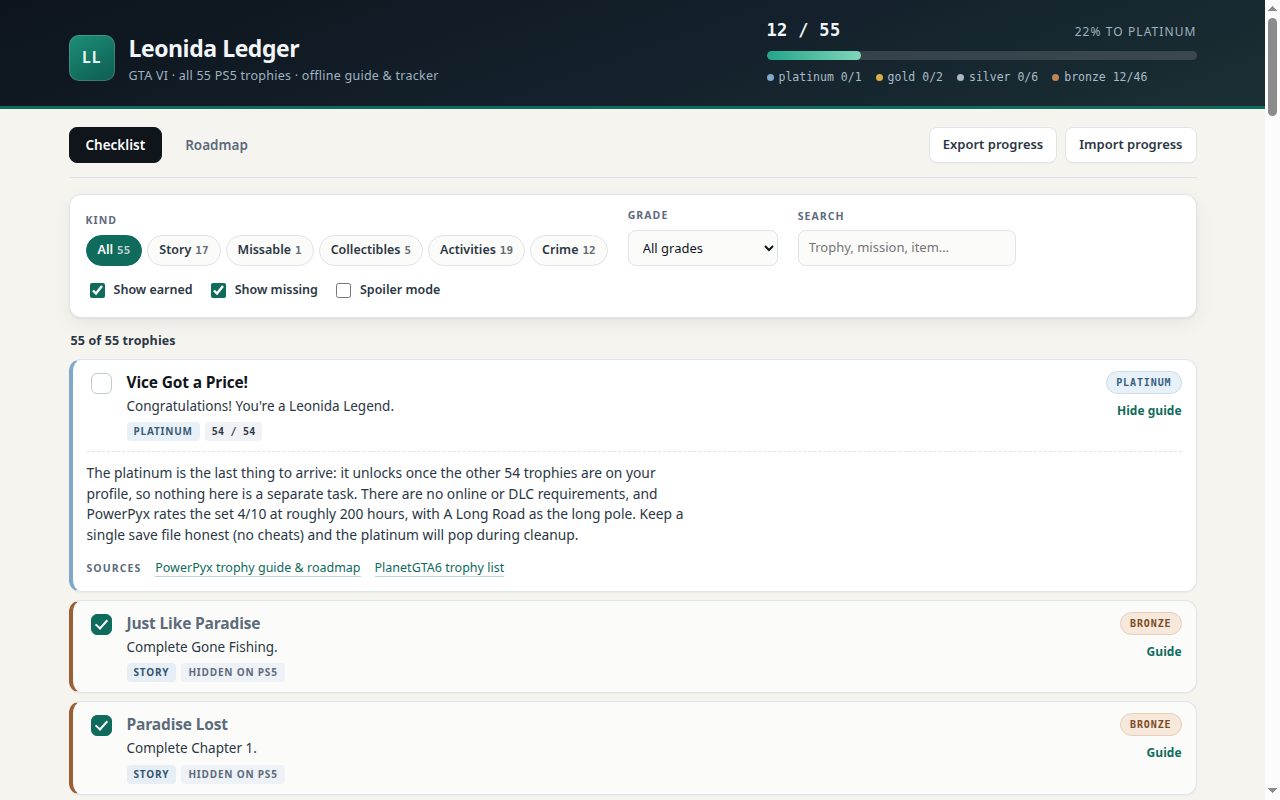 LL
Leonida Ledger
GTA VI · all 55 PS5 trophies · offline guide & tracker
12 / 55
22% TO PLATINUM
platinum 0/1 gold 0/2 silver 0/6 bronze 12/46
Checklist
Roadmap
Export progress
Import progress
KIND
All 55
Story 17
Missable 1
Collectibles 5
Activities 19
Crime 12
GRADE
All grades
SEARCH
Trophy, mission, item...
Show earned
Show missing
Spoiler mode
55 of 55 trophies
Vice Got a Price!
PLATINUM
Congratulations! You're a Leonida Legend.
Hide guide
PLATINUM
54 / 54
The platinum is the last thing to arrive: it unlocks once the other 54 trophies are on your
profile, so nothing here is a separate task. There are no online or DLC requirements, and
PowerPyx rates the set 4/10 at roughly 200 hours, with A Long Road as the long pole. Keep a
single save file honest (no cheats) and the platinum will pop during cleanup.
SOURCES PowerPyx trophy guide & roadmap PlanetGTA6 trophy list
Just Like Paradise
BRONZE
Complete Gone Fishing.
Guide
STORY
HIDDEN ON PS5
Paradise Lost
BRONZE
Complete Chapter 1.
Guide
STORY
HIDDEN ON PS5